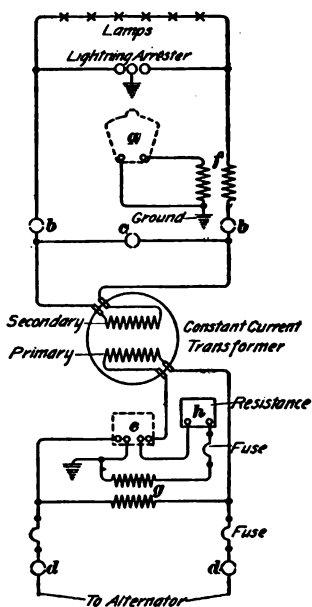 Lamps
Lightning Arrester
a
f
Ground
b
c
b
Secondary
Primary
Constant Current
Transformer
e
h
Resistance
Fuse
g
Fuse
d
d
To Alternator